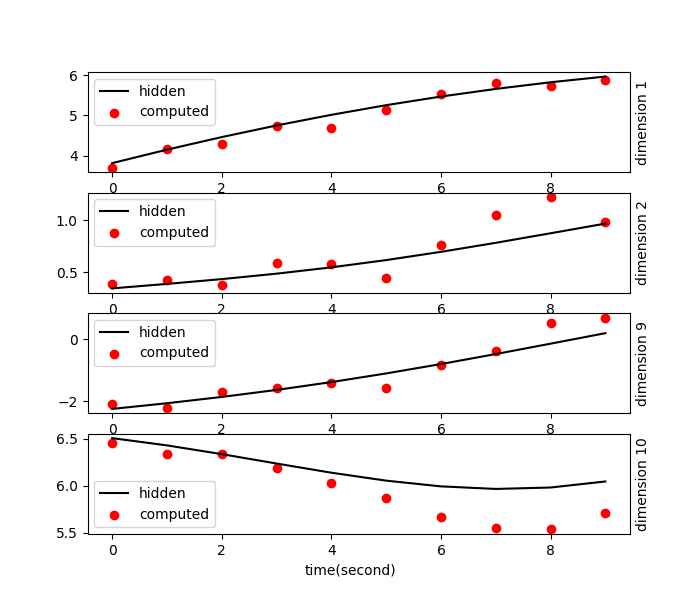 6
5
4
hidden
computed
dimension 1
0 2 4 6 8
1.0
0.5
hidden
computed
dimension 2
0 2 4 6 8
0
−2
hidden
computed
dimension 9
0 2 4 6 8
6.5
6.0
5.5
hidden
computed
dimension 10
0 2 4 6 8
time(second)